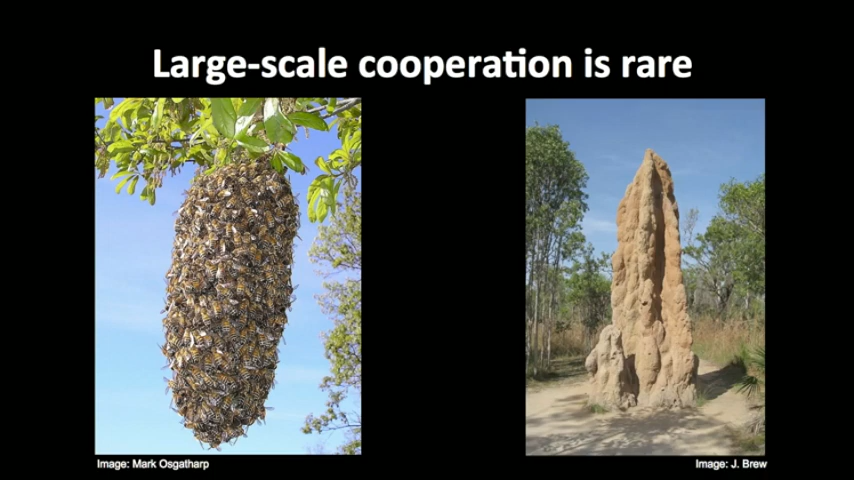 Large-scale cooperation is rare
Image: Mark Osgatharp
Image: J. Brew